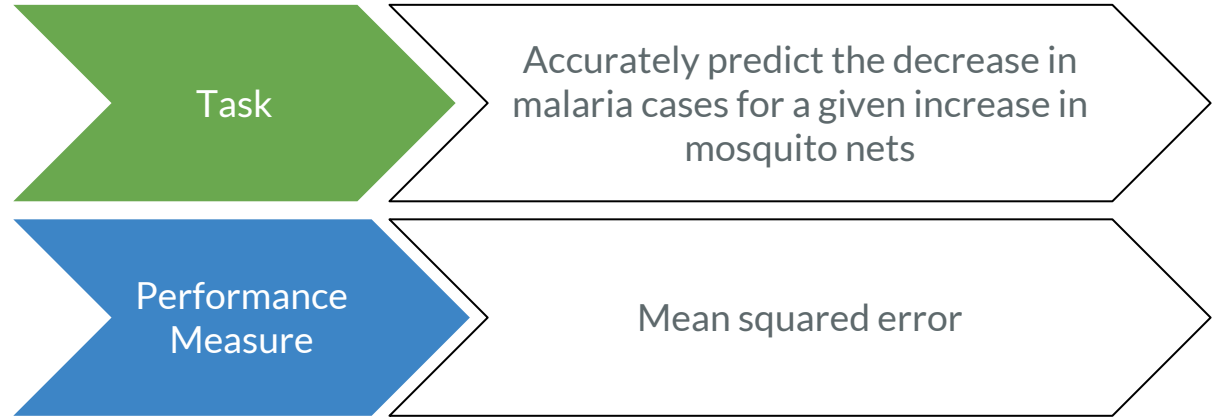 Task
Accurately predict the decrease in
malaria cases for a given increase in
mosquito nets
Performance
Measure
Mean squared error